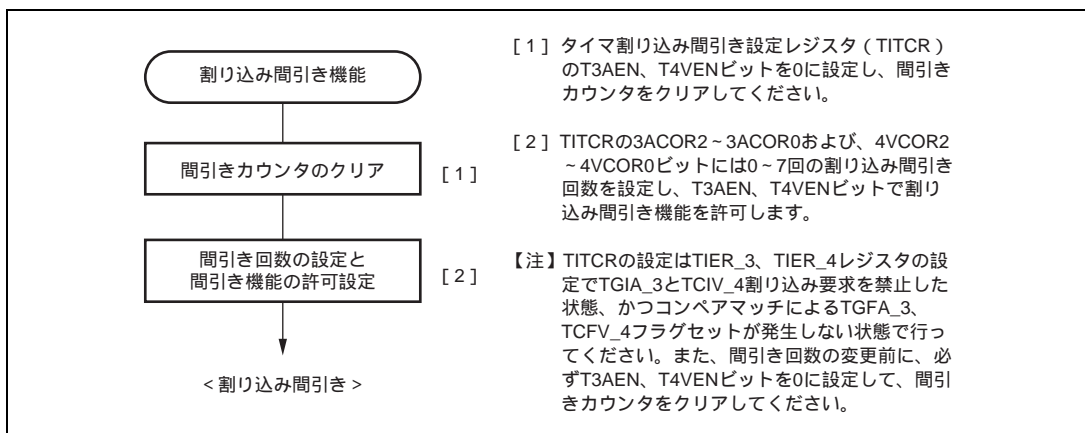 割り込み間引き機能
間引きカウンタのクリア
[1]
間引き回数の設定と
間引き機能の許可設定
[2]
<割り込み間引き>
[1] タイマ割り込み間引き設定レジスタ(TITCR)
のT3AEN、T4VENビットを0に設定し、間引き
カウンタをクリアしてください。
[2] TITCRの3ACOR2~3ACOR0および、4VCOR2
~4VCOR0ビットには0~7回の割り込み間引き
回数を設定し、T3AEN、T4VENビットで割り
込み間引き機能を許可します。
【注】TITCRの設定はTIER_3、TIER_4レジスタの設
定でTGIA_3とTCIV_4割り込み要求を禁止した
状態、かつコンペアマッチによるTGFA_3、
TCFV_4フラグセットが発生しない状態で行っ
てください。また、間引き回数の変更前に、必
ずT3AEN、T4VENビットを0に設定して、間引
きカウンタをクリアしてください。